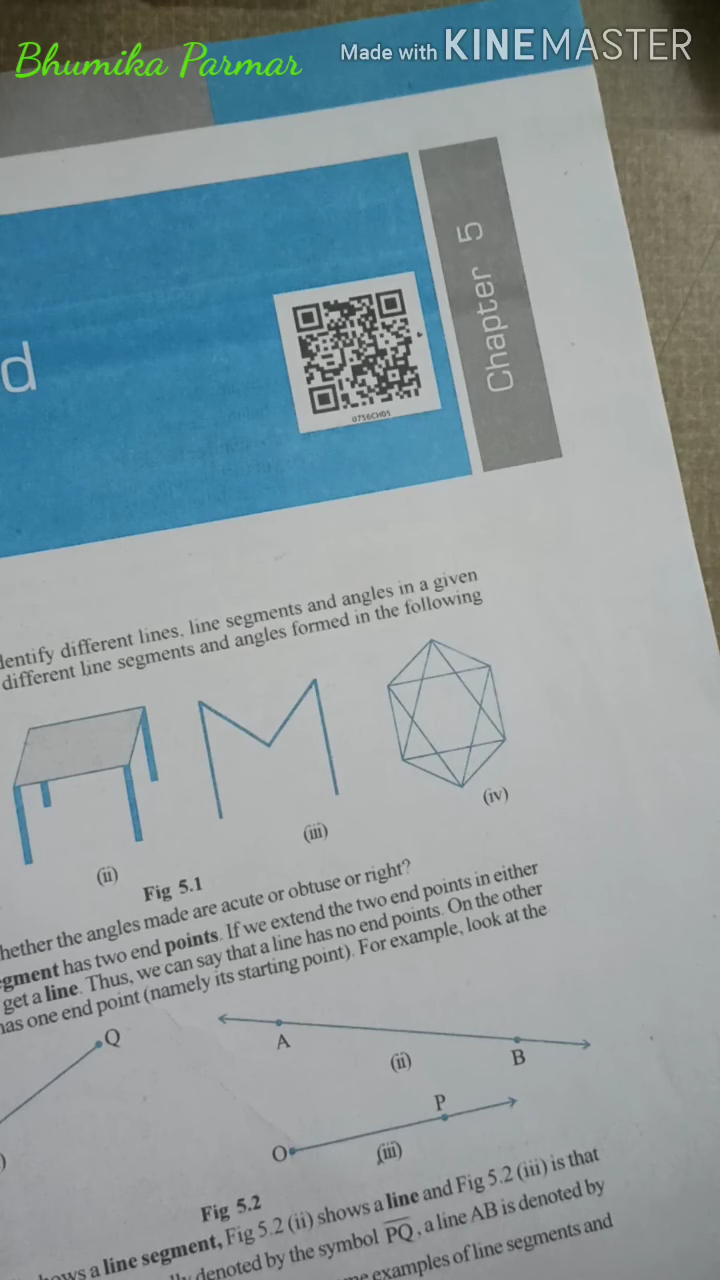 Bhumika Parmar
Made with KINEMASTER
Chapter 5
d
0756CH05
dentify different lines, line segments and angles in a given
different line segments and angles formed in the following
(ii)
(iii)
(iv)
Fig 5.1
hether the angles made are acute or obtuse or right?
gment has two end points. If we extend the two end points in either
get a line. Thus, we can say that a line has no end points. On the other
has one end point (namely its starting point). For example, look at the
Q
A
B
(ii)
)
O
P
(iii)
Fig 5.2
hows a line segment, Fig 5.2 (ii) shows a line and Fig 5.2 (iii) is that
lly denoted by the symbol P̅Q̅, a line AB is denoted by
me examples of line segments and